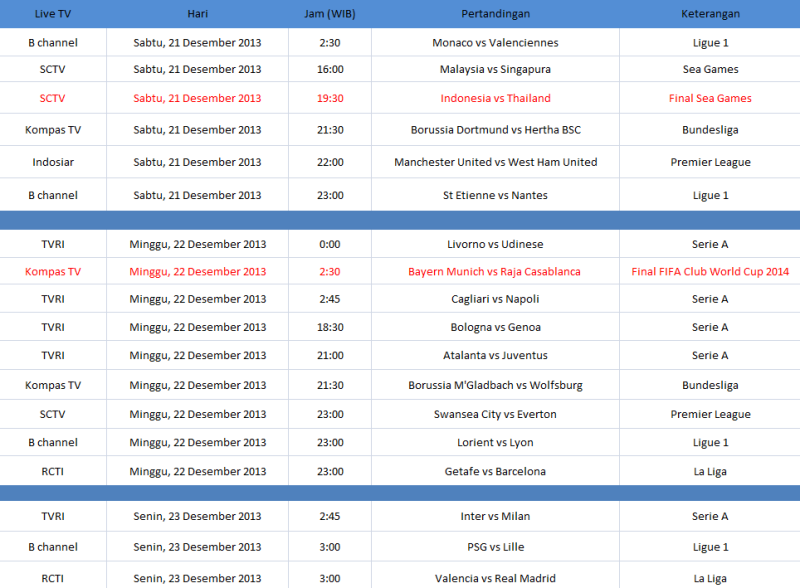 Live TV Hari Jam (WIB) Pertandingan Keterangan
B channel Sabtu, 21 Desember 2013 2:30 Monaco vs Valenciennes Ligue 1
SCTV Sabtu, 21 Desember 2013 16:00 Malaysia vs Singapura Sea Games
SCTV Sabtu, 21 Desember 2013 19:30 Indonesia vs Thailand Final Sea Games
Kompas TV Sabtu, 21 Desember 2013 21:30 Borussia Dortmund vs Hertha BSC Bundesliga
Indosiar Sabtu, 21 Desember 2013 22:00 Manchester United vs West Ham United Premier League
B channel Sabtu, 21 Desember 2013 23:00 St Etienne vs Nantes Ligue 1
TVRI Minggu, 22 Desember 2013 0:00 Livorno vs Udinese Serie A
Kompas TV Minggu, 22 Desember 2013 2:30 Bayern Munich vs Raja Casablanca Final FIFA Club World Cup 2014
TVRI Minggu, 22 Desember 2013 2:45 Cagliari vs Napoli Serie A
TVRI Minggu, 22 Desember 2013 18:30 Bologna vs Genoa Serie A
TVRI Minggu, 22 Desember 2013 21:00 Atalanta vs Juventus Serie A
Kompas TV Minggu, 22 Desember 2013 21:30 Borussia M'Gladbach vs Wolfsburg Bundesliga
SCTV Minggu, 22 Desember 2013 23:00 Swansea City vs Everton Premier League
B channel Minggu, 22 Desember 2013 23:00 Lorient vs Lyon Ligue 1
RCTI Minggu, 22 Desember 2013 23:00 Getafe vs Barcelona La Liga
TVRI Senin, 23 Desember 2013 2:45 Inter vs Milan Serie A
B channel Senin, 23 Desember 2013 3:00 PSG vs Lille Ligue 1
RCTI Senin, 23 Desember 2013 3:00 Valencia vs Real Madrid La Liga